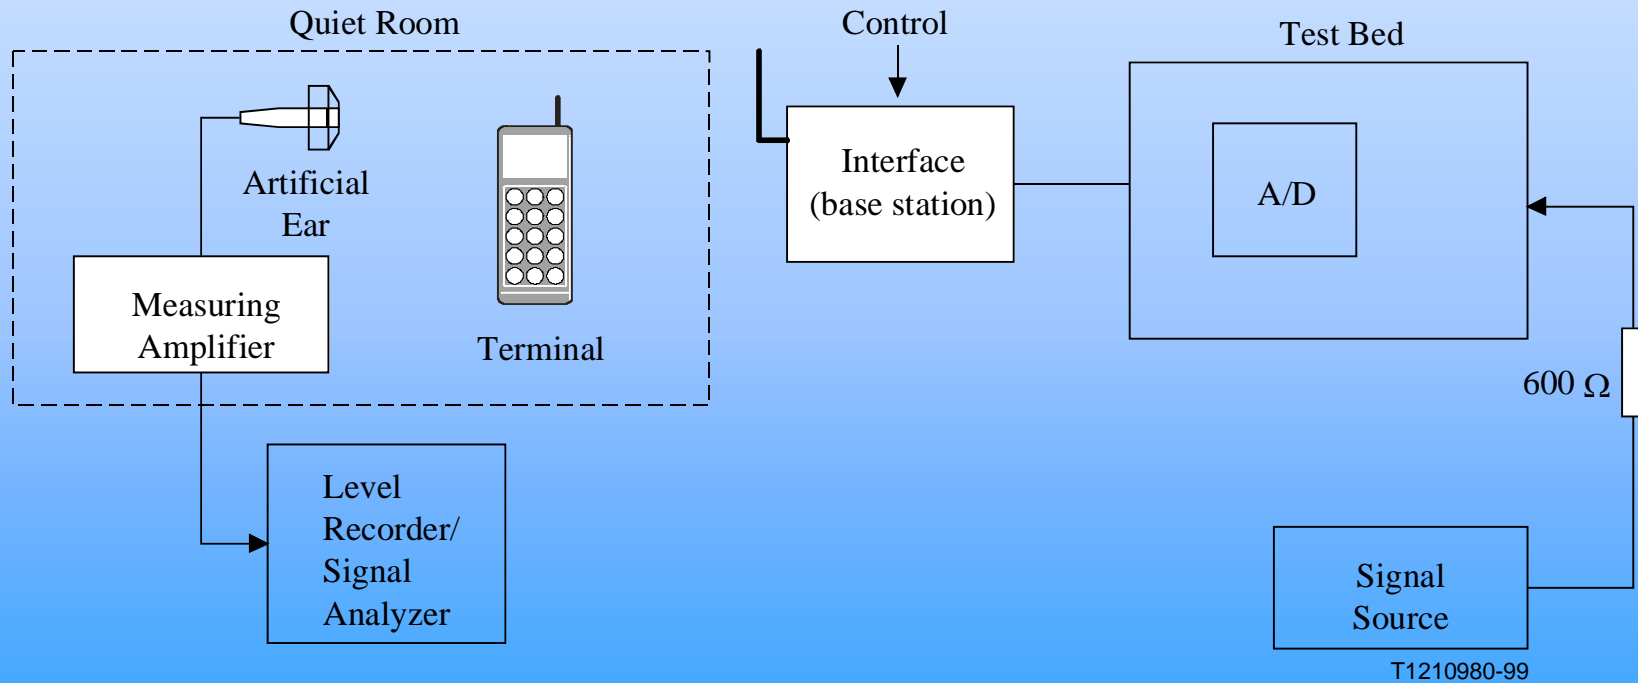 Quiet Room
Control
Test Bed
Artificial
Ear
Interface
(base station)
A/D
Measuring
Amplifier
Terminal
600 Ω
Level
Recorder/
Signal
Analyzer
Signal
Source
T1210980-99